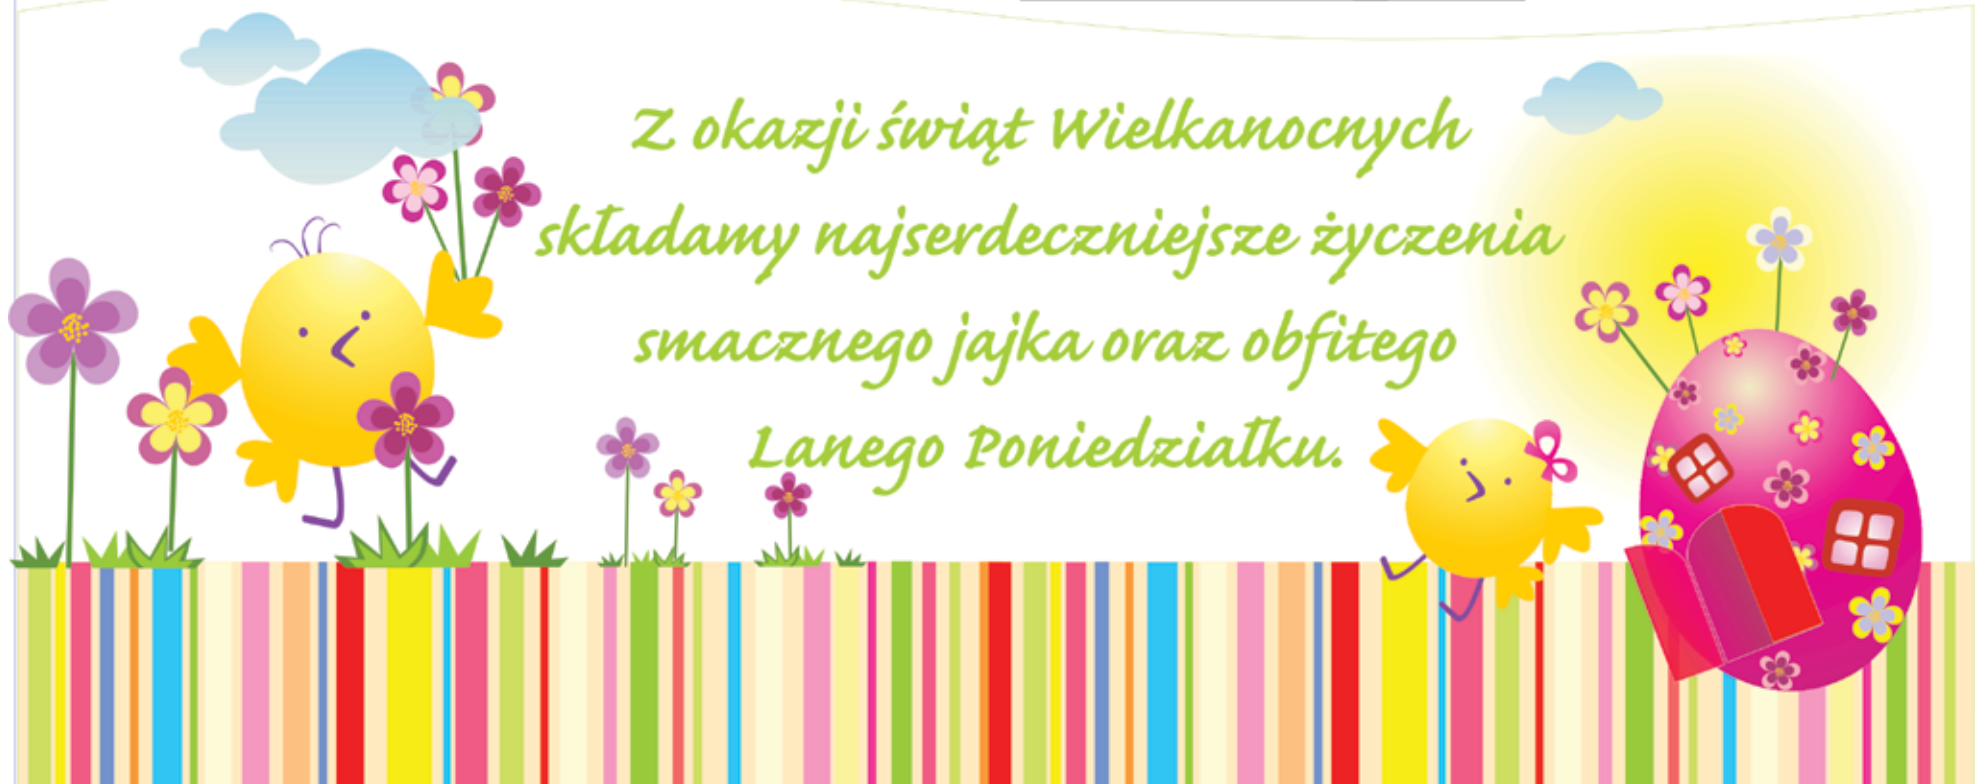 Z okazji świąt Wielkanocnych
składamy najserdeczniejsze życzenia
smacznego jajka oraz obfitego
Lanego Poniedziałku.